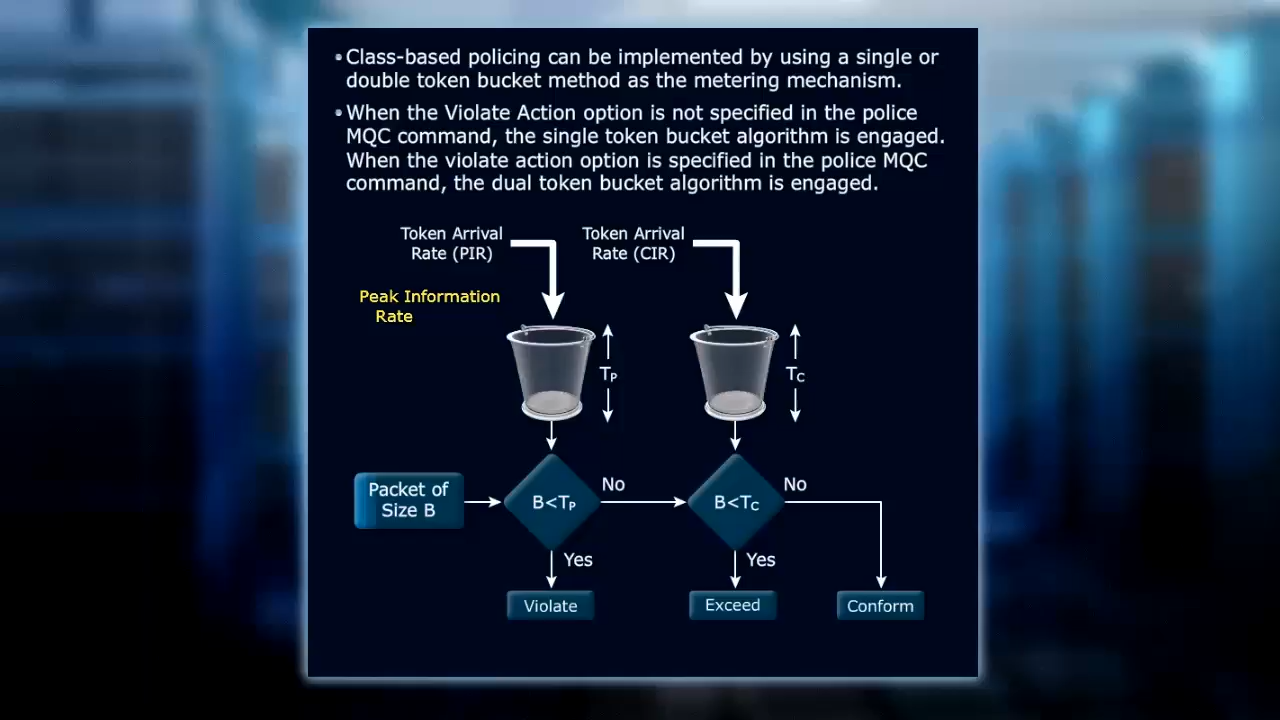 •Class-based policing can be implemented by using a single or
double token bucket method as the metering mechanism.
•When the Violate Action option is not specified in the police
MQC command, the single token bucket algorithm is engaged.
When the violate action option is specified in the police MQC
command, the dual token bucket algorithm is engaged.
Token Arrival
Rate (PIR)
Token Arrival
Rate (CIR)
Peak Information
Rate
TP
TC
Packet of
Size B
B<TP
No
B<TC
No
Yes
Yes
Violate
Exceed
Conform